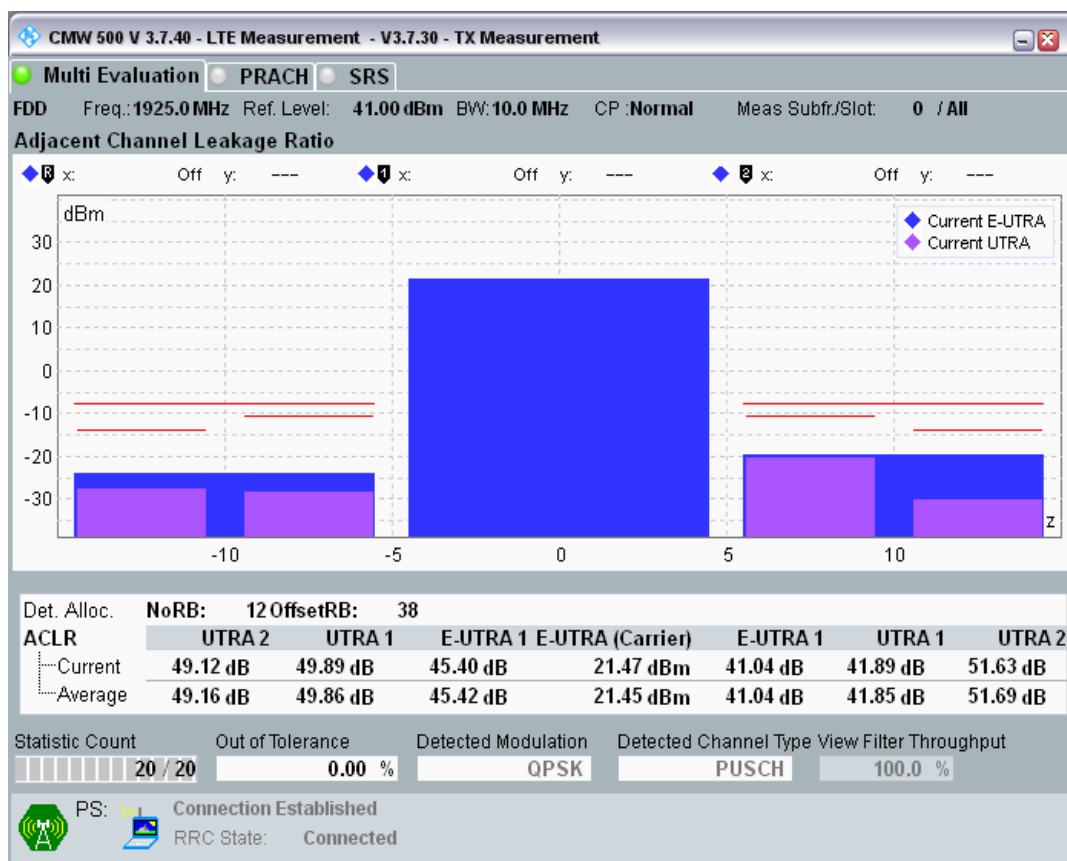 CMW 500 V 3.7.40 - LTE Measurement - V3.7.30 - TX Measurement
Multi Evaluation PRACH SRS
FDD Freq.: 1925.0 MHz Ref. Level: 41.00 dBm BW: 10.0 MHz CP :Normal Meas Subfr./Slot: 0 / All
Adjacent Channel Leakage Ratio
R x: Off y: --- 1 x: Off y: --- 2 x: Off y: ---
dBm
Current E-UTRA
Current UTRA
30
20
10
0
-10
-20
-30
z
-10 -5 0 5 10
Det. Alloc. NoRB: 12 OffsetRB: 38
ACLR UTRA 2 UTRA 1 E-UTRA 1 E-UTRA (Carrier) E-UTRA 1 UTRA 1 UTRA 2
Current 49.12 dB 49.89 dB 45.40 dB 21.47 dBm 41.04 dB 41.89 dB 51.63 dB
Average 49.16 dB 49.86 dB 45.42 dB 21.45 dBm 41.04 dB 41.85 dB 51.69 dB
Statistic Count Out of Tolerance Detected Modulation Detected Channel Type View Filter Throughput
20 / 20 0.00 % QPSK PUSCH 100.0 %
PS: Connection Established
RRC State: Connected